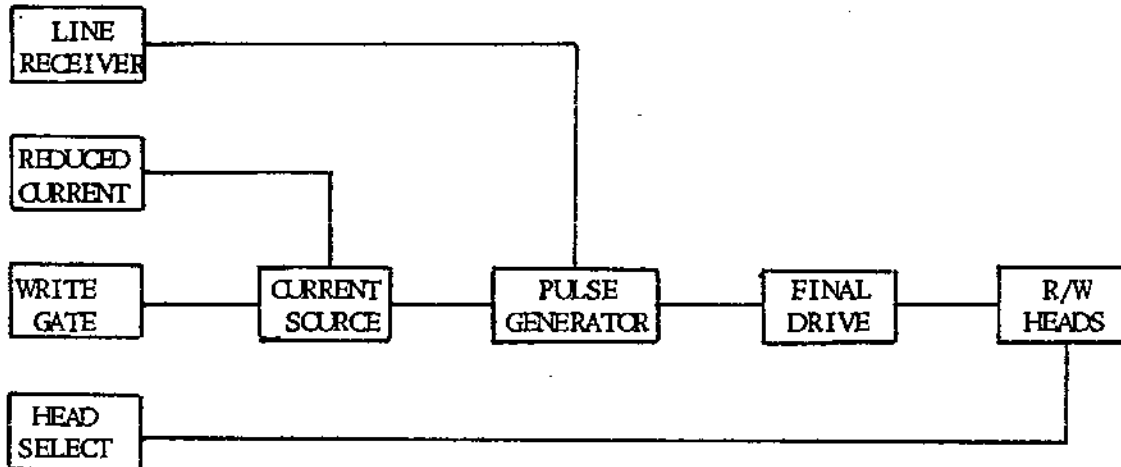 LINE
RECEIVER
REDUCED
CURRENT
WRITE
GATE
CURRENT
SOURCE
PULSE
GENERATOR
FINAL
DRIVE
R/W
HEADS
HEAD
SELECT